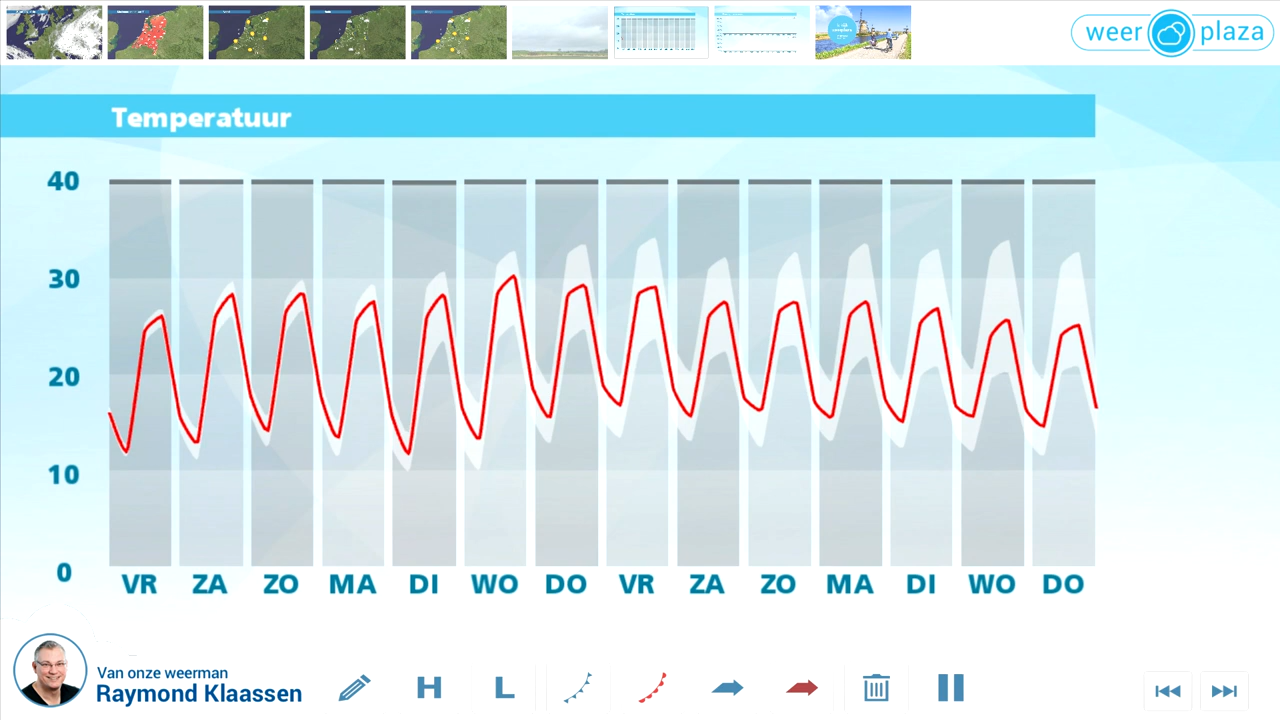 weer plaza
Temperatuur
40
30
20
10
0
VR ZA ZO MA DI WO DO VR ZA ZO MA DI WO DO
Van onze weerman
Raymond Klaassen
H L